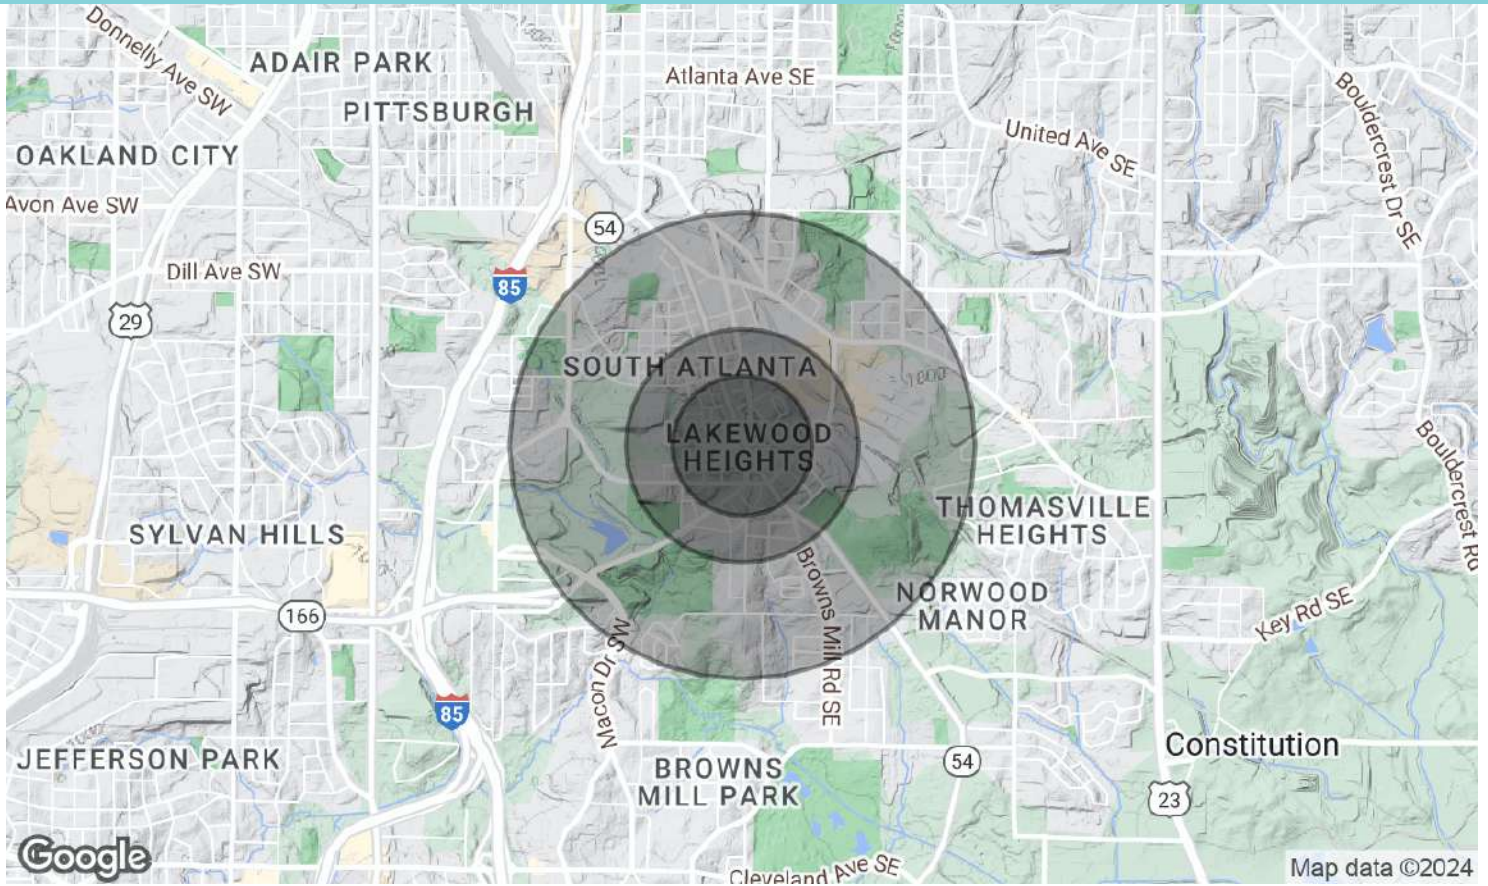 Donnelly Ave SW
ADAIR PARK
Atlanta Ave SE
PITTSBURGH
Bouldercrest Dr SE
United Ave SE
OAKLAND CITY
Avon Ave SW
54
Dill Ave SW
85
29
SOUTH ATLANTA
1000
LAKEWOOD
HEIGHTS
Bouldercrest Rd
THOMASVILLE
HEIGHTS
SYLVAN HILLS
Browns Mill Rd SE
NORWOOD
MANOR
166
Key Rd SE
Macon Dr SW
85
JEFFERSON PARK
Constitution
BROWNS
MILL PARK
54
23
Google
Cleveland Ave SE
Map data ©2024